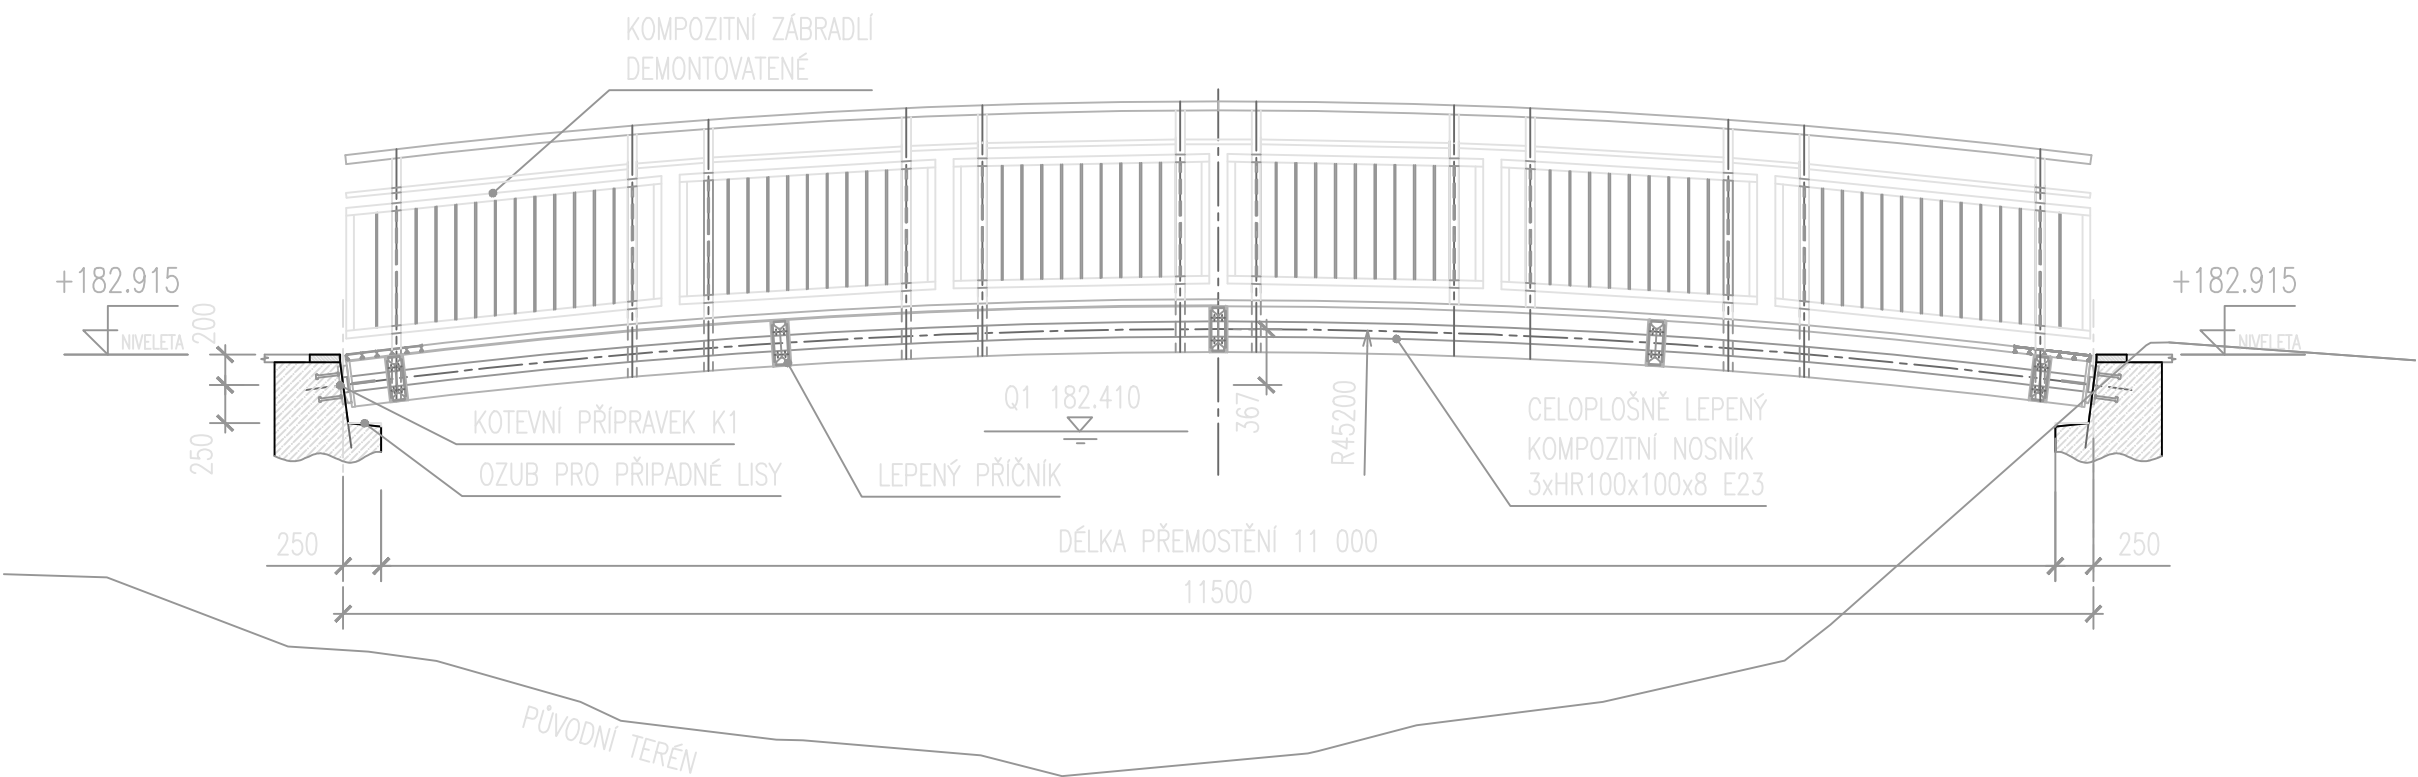 KOMPOZITNÍ ZÁBRADLÍ
DEMONTOVATENÉ
+182.915
NIVELETA
200
250
+182.915
NIVELETA
Q1 182.410
367
R45200
KOTEVNÍ PŘÍPRAVEK K1
OZUB PRO PŘIPADNÉ LISY
LEPENÝ PŘÍČNÍK
CELOPLOŠNĚ LEPENÝ
KOMPOZITNÍ NOSNÍK
3xHR100x100x8 E23
250
DÉLKA PŘEMOSTĚNÍ 11 000
250
11500
PŮVODNÍ TERÉN